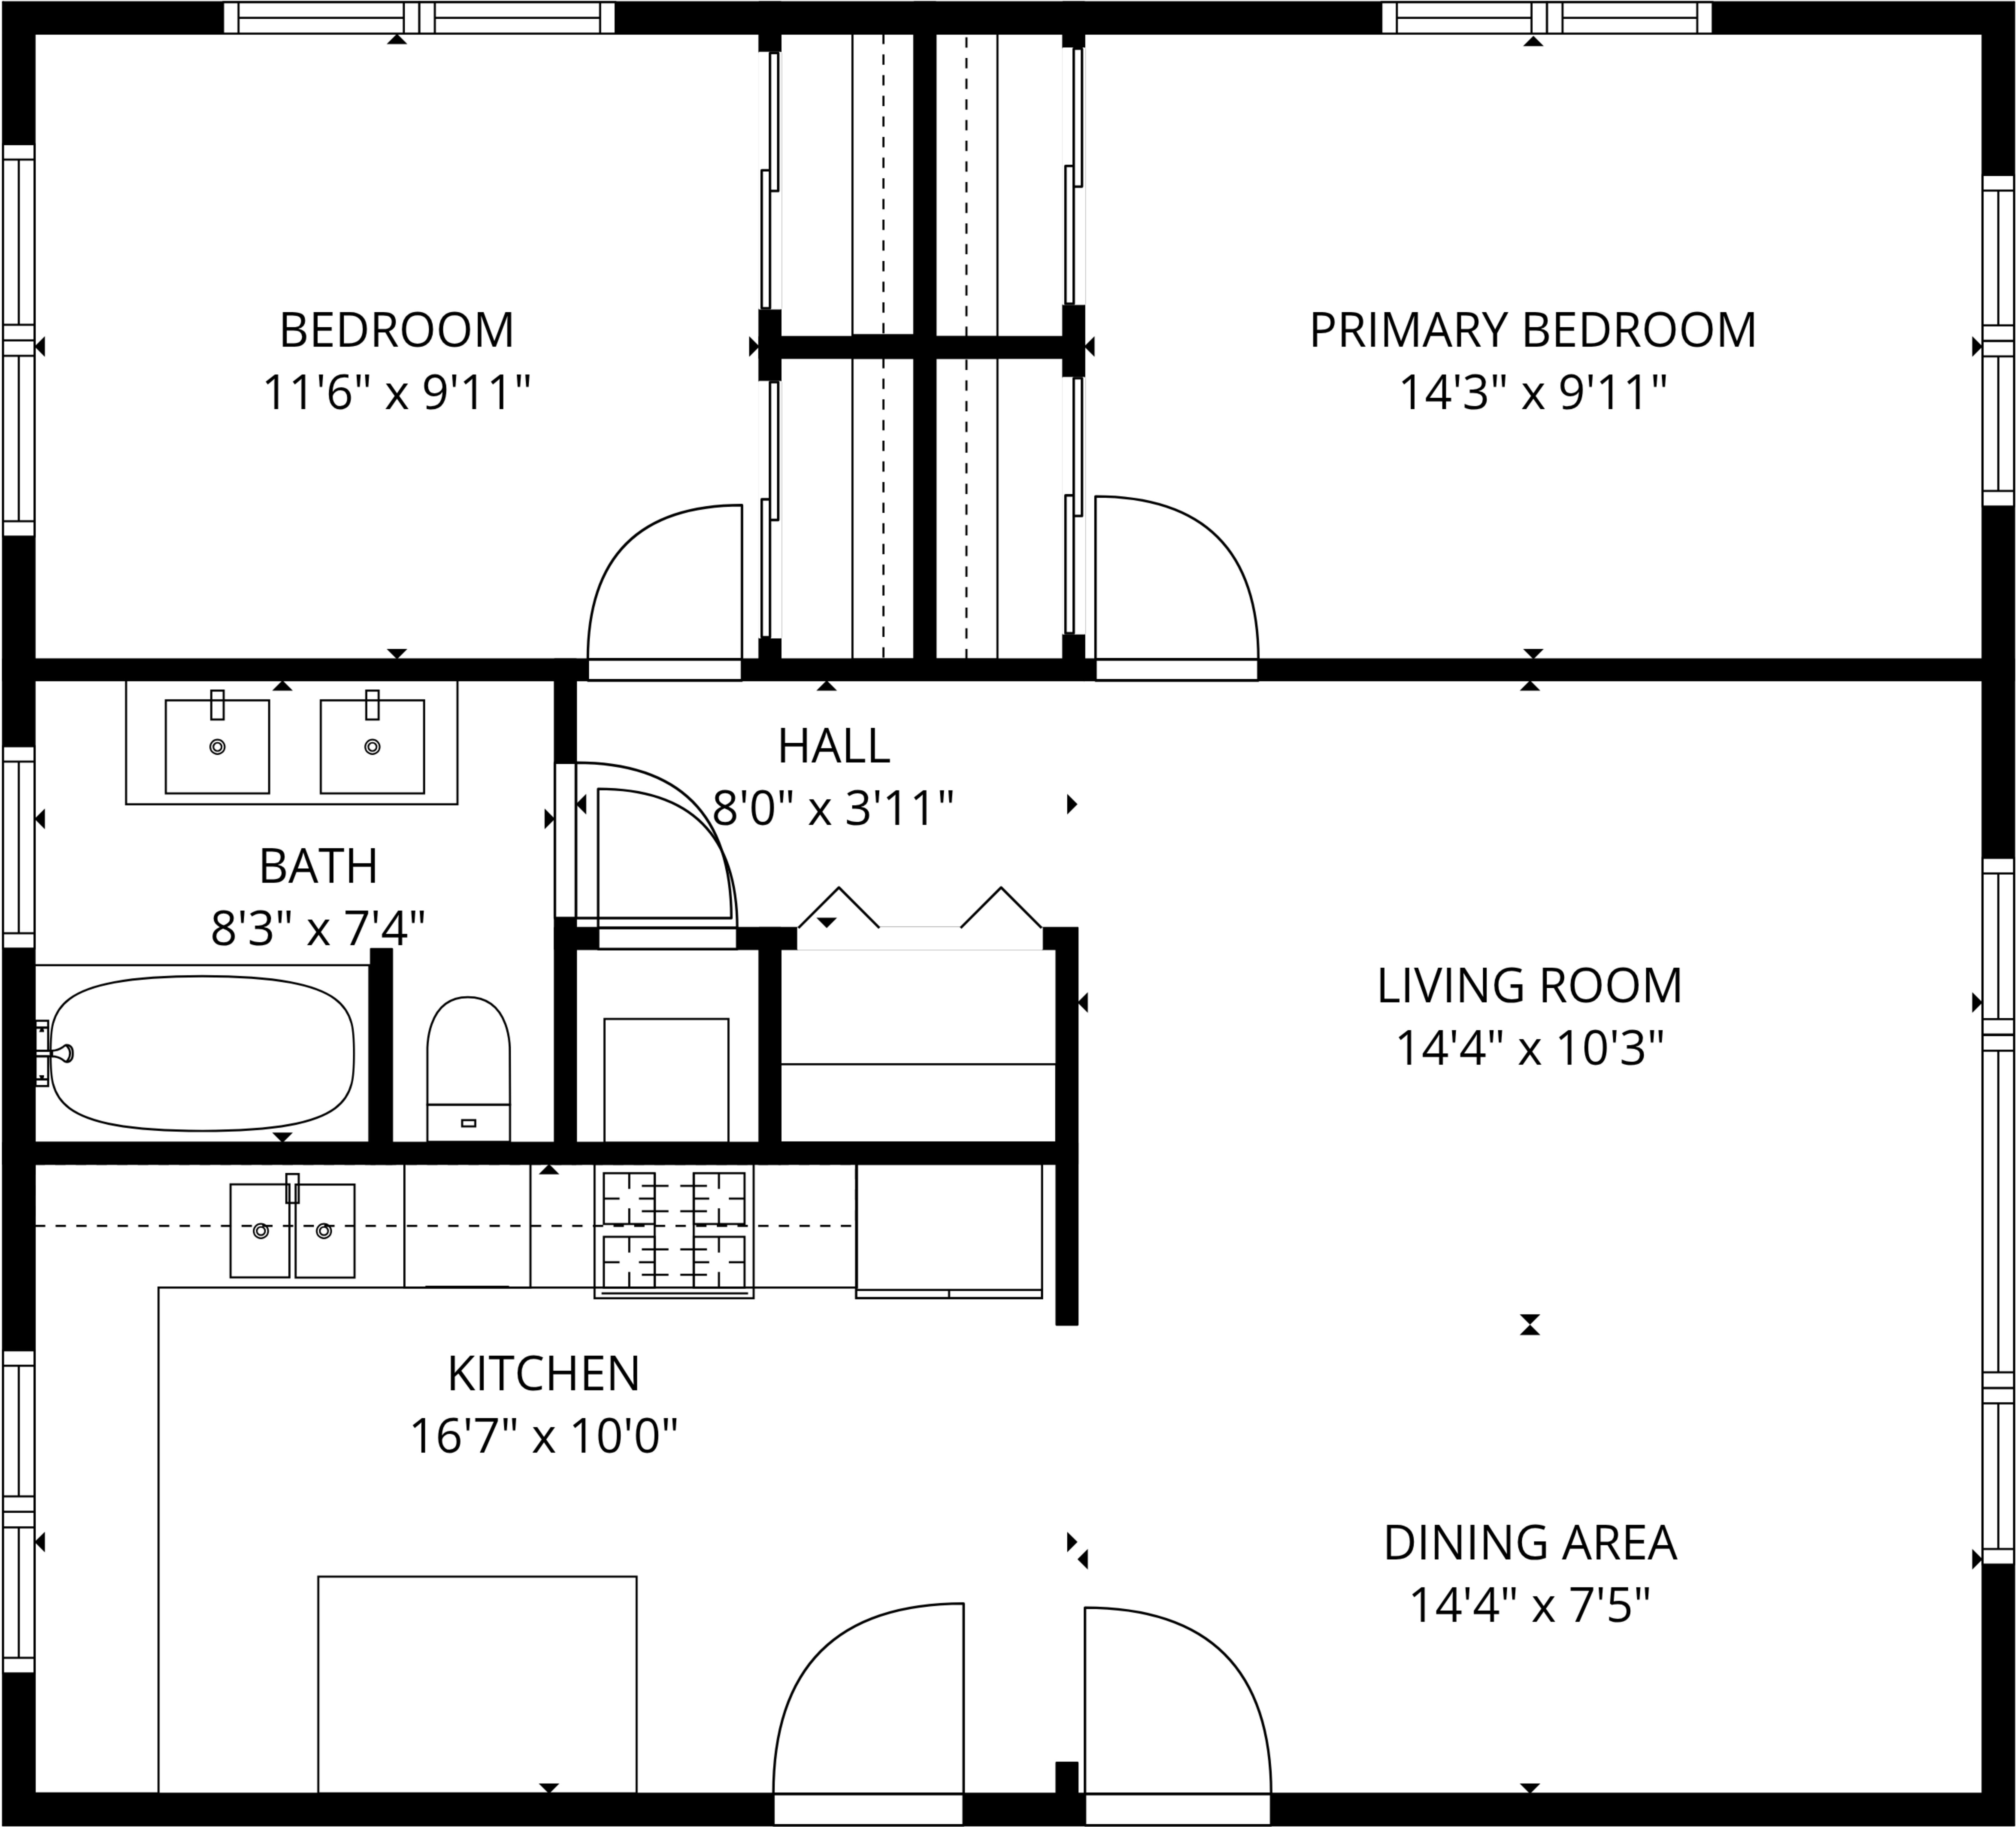 BEDROOM
11'6" x 9'11"
PRIMARY BEDROOM
14'3" x 9'11"
HALL
8'0" x 3'11"
BATH
8'3" x 7'4"
LIVING ROOM
14'4" x 10'3"
KITCHEN
16'7" x 10'0"
DINING AREA
14'4" x 7'5"